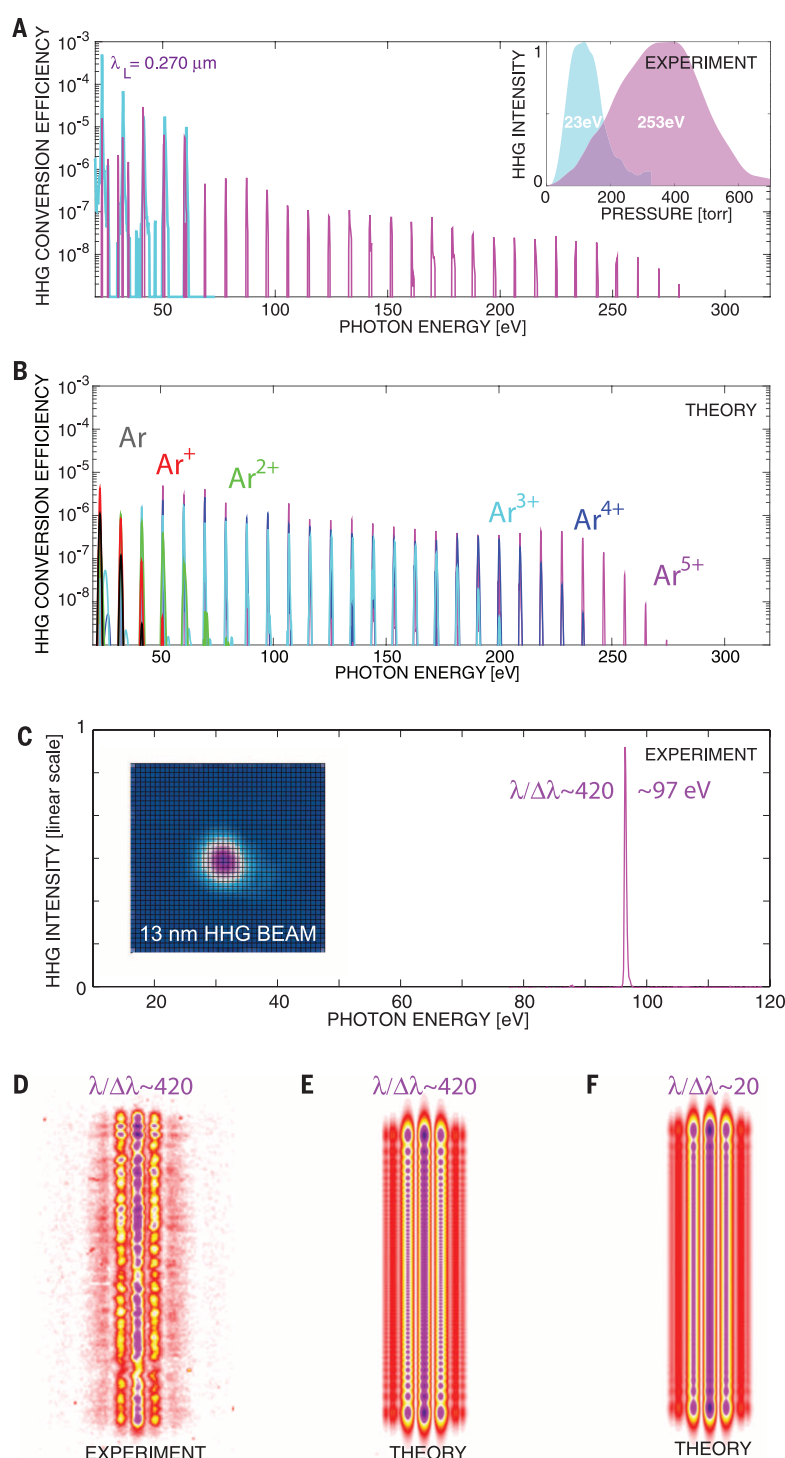 A
HHG CONVERSION EFFICIENCY
10⁻³
10⁻⁴
10⁻⁵
10⁻⁶
10⁻⁷
10⁻⁸
λL = 0.270 μm
50 100 150 200 250 300
PHOTON ENERGY [eV]
HHG INTENSITY
1
0
EXPERIMENT
23eV
253eV
0 200 400 600
PRESSURE [torr]
B
HHG CONVERSION EFFICIENCY
10⁻³
10⁻⁴
10⁻⁵
10⁻⁶
10⁻⁷
10⁻⁸
THEORY
Ar
Ar⁺
Ar²⁺
Ar³⁺
Ar⁴⁺
Ar⁵⁺
50 100 150 200 250 300
PHOTON ENERGY [eV]
C
HHG INTENSITY [linear scale]
1
0
EXPERIMENT
λ/Δλ~420 ~97 eV
13 nm HHG BEAM
20 40 60 80 100 120
PHOTON ENERGY [eV]
D
λ/Δλ~420
EXPERIMENT
E
λ/Δλ~420
THEORY
F
λ/Δλ~20
THEORY